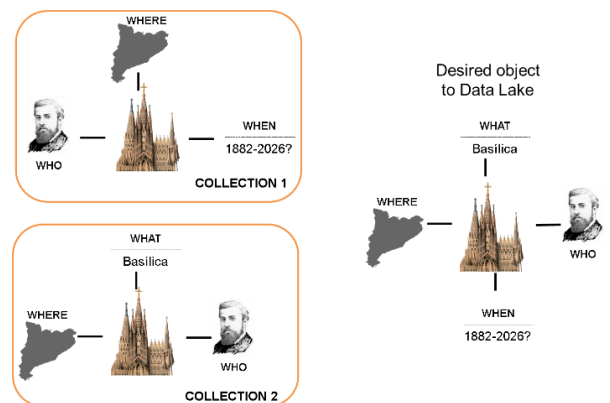 WHERE
WHO
WHEN
1882-2026?
COLLECTION 1
WHAT
Basílica
WHERE
WHO
COLLECTION 2
Desired object
to Data Lake
WHAT
Basílica
WHERE
WHO
WHEN
1882-2026?